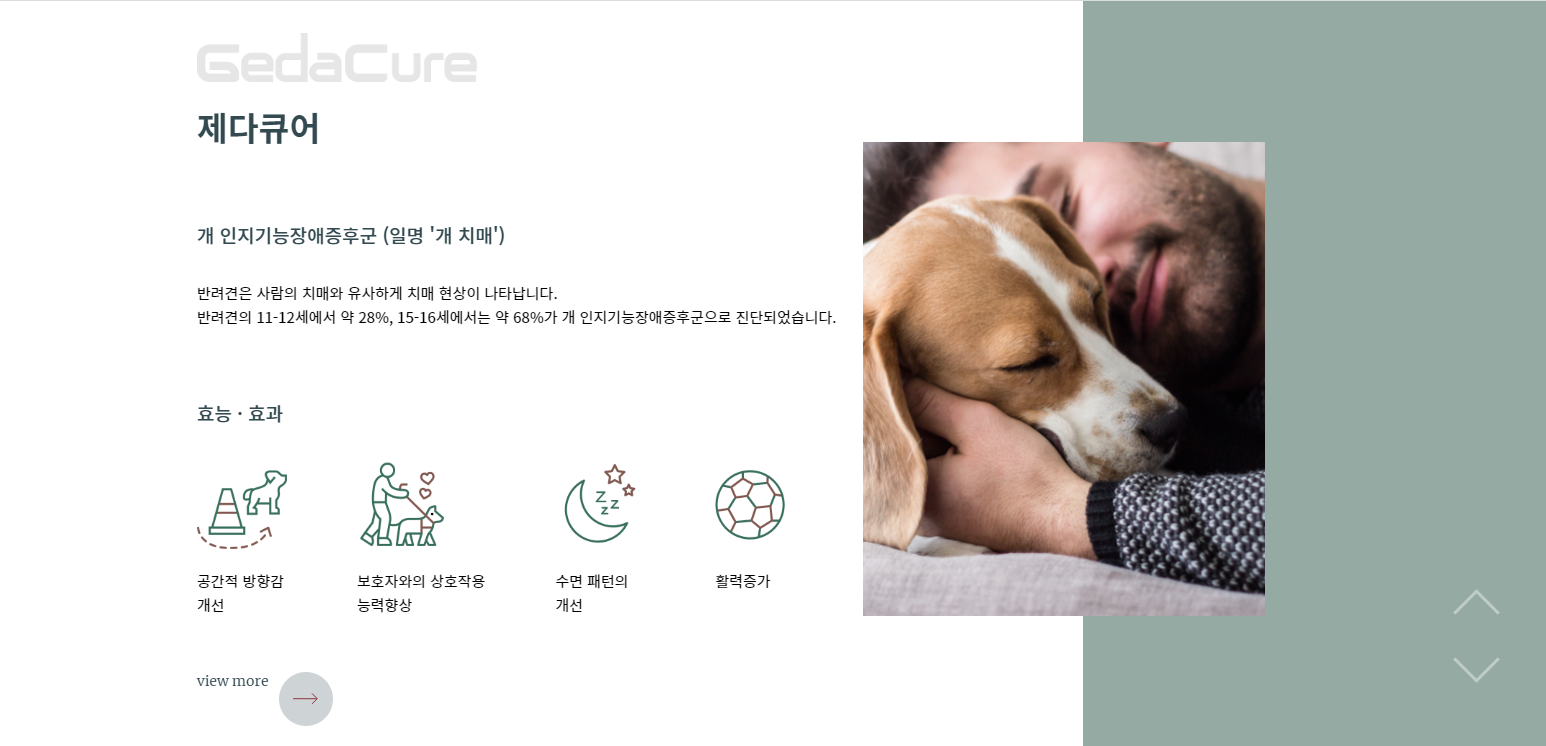 GedaCure
제다큐어
개 인지기능장애증후군 (일명 '개 치매')
반려견은 사람의 치매와 유사하게 치매 현상이 나타납니다.
반려견의 11-12세에서 약 28%, 15-16세에서는 약 68%가 개 인지기능장애증후군으로 진단되었습니다.
효능 · 효과
zzz
공간적 방향감
개선
보호자와의 상호작용
능력향상
수면 패턴의
개선
활력증가
view more